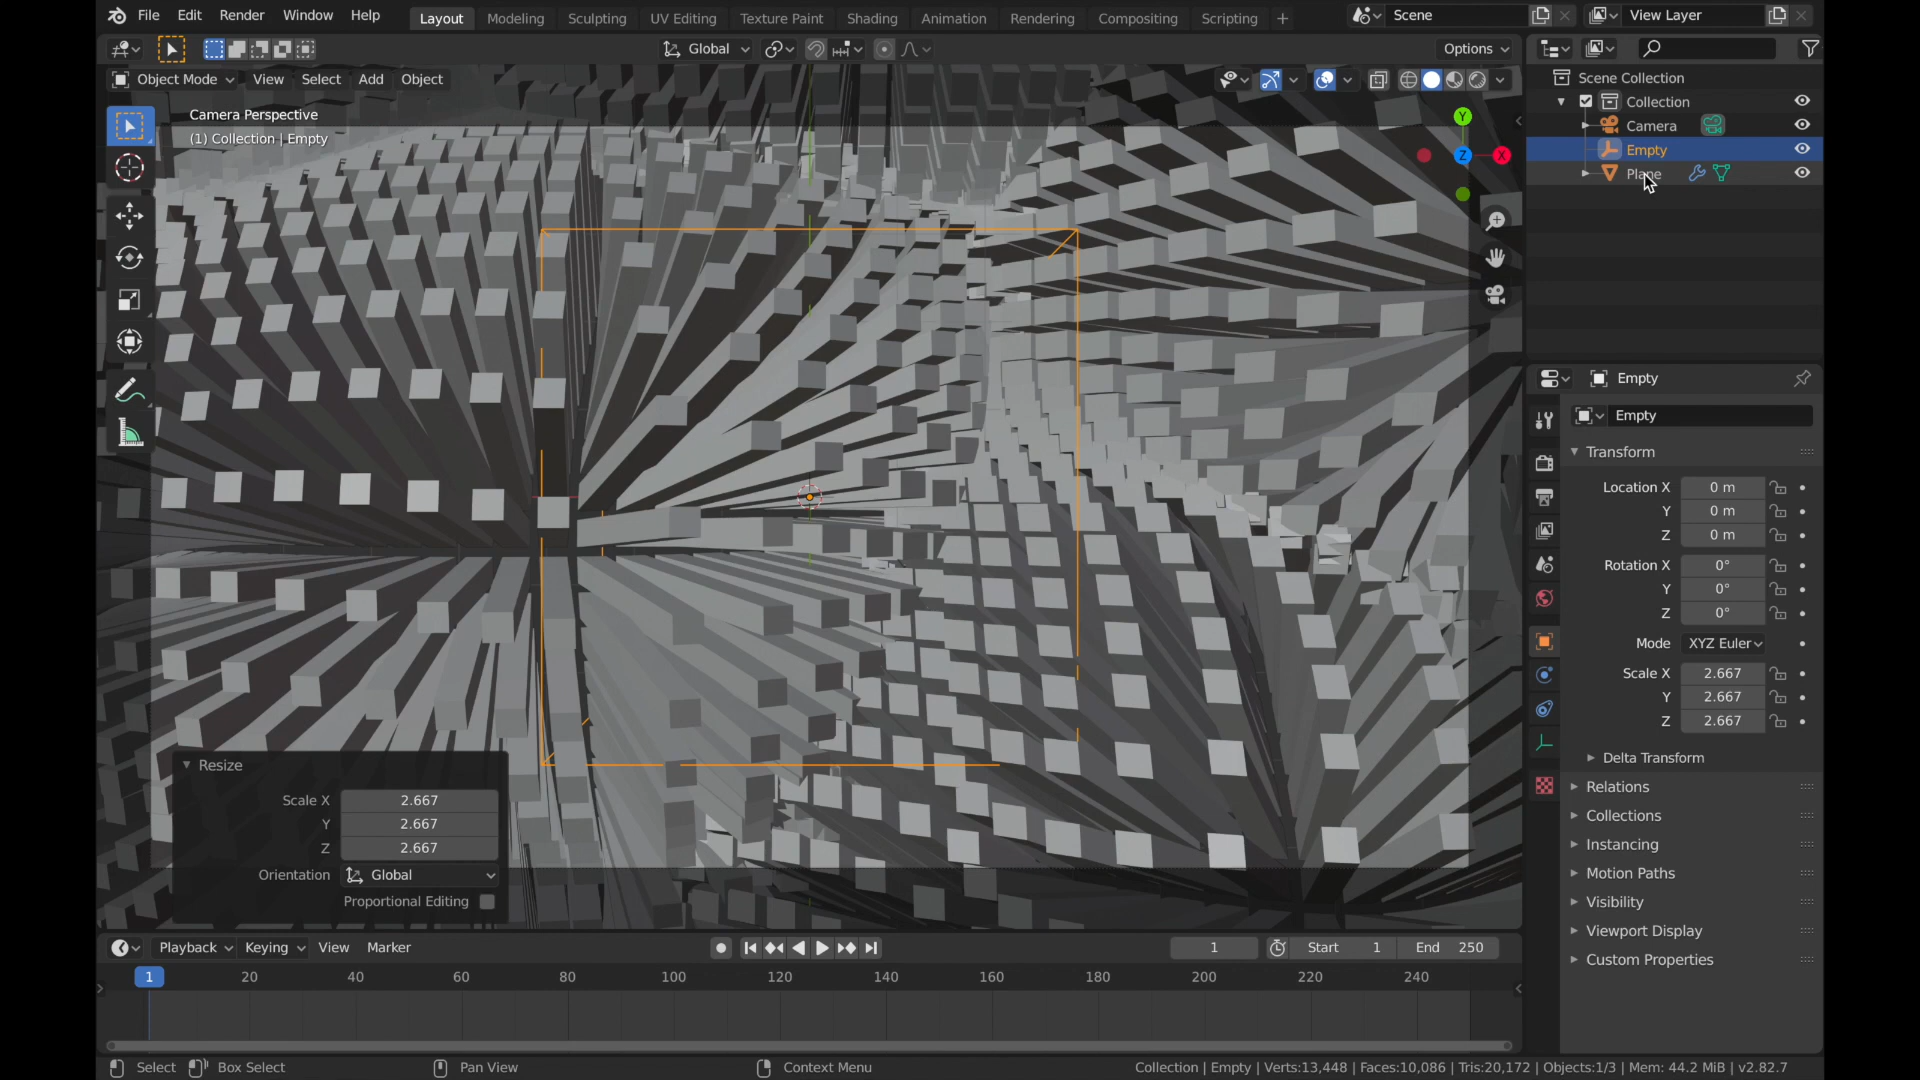 File Edit Render Window Help Layout Modeling Sculpting UV Editing Texture Paint Shading Animation Rendering Compositing Scripting + Scene View Layer
Global Options
Object Mode View Select Add Object
Camera Perspective
(1) Collection | Empty
Y
Z X
Scene Collection
Collection
Camera
Empty
Plane
Empty
Empty
Transform
Location X 0 m
Y 0 m
Z 0 m
Rotation X 0°
Y 0°
Z 0°
Mode XYZ Euler
Scale X 2.667
Y 2.667
Z 2.667
Delta Transform
Relations
Collections
Instancing
Motion Paths
Visibility
Viewport Display
Custom Properties
Resize
Scale X 2.667
Y 2.667
Z 2.667
Orientation Global
Proportional Editing
Playback Keying View Marker 1 Start 1 End 250
1 20 40 60 80 100 120 140 160 180 200 220 240
Select Box Select Pan View Context Menu Collection | Empty | Verts:13,448 | Faces:10,086 | Tris:20,172 | Objects:1/3 | Mem: 44.2 MiB | v2.82.7